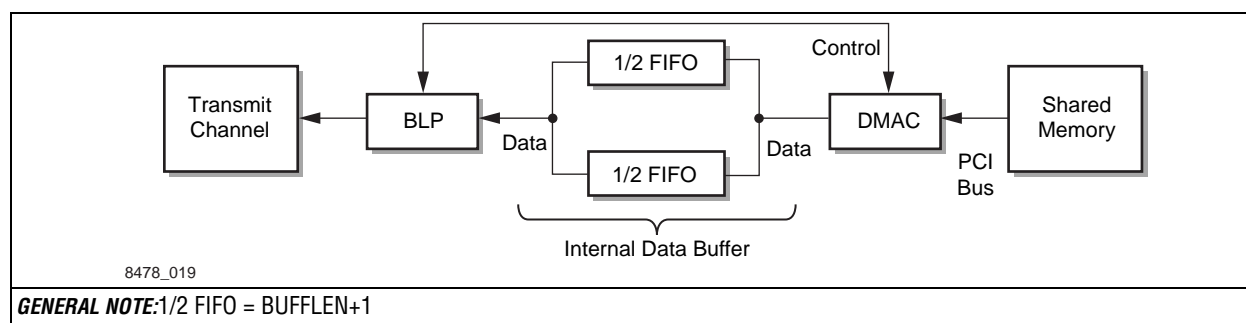 Control
1/2 FIFO
Transmit
Channel
BLP
DMAC
Shared
Memory
Data
Data
1/2 FIFO
PCI
Bus
Internal Data Buffer
8478_019
GENERAL NOTE:1/2 FIFO = BUFFLEN+1